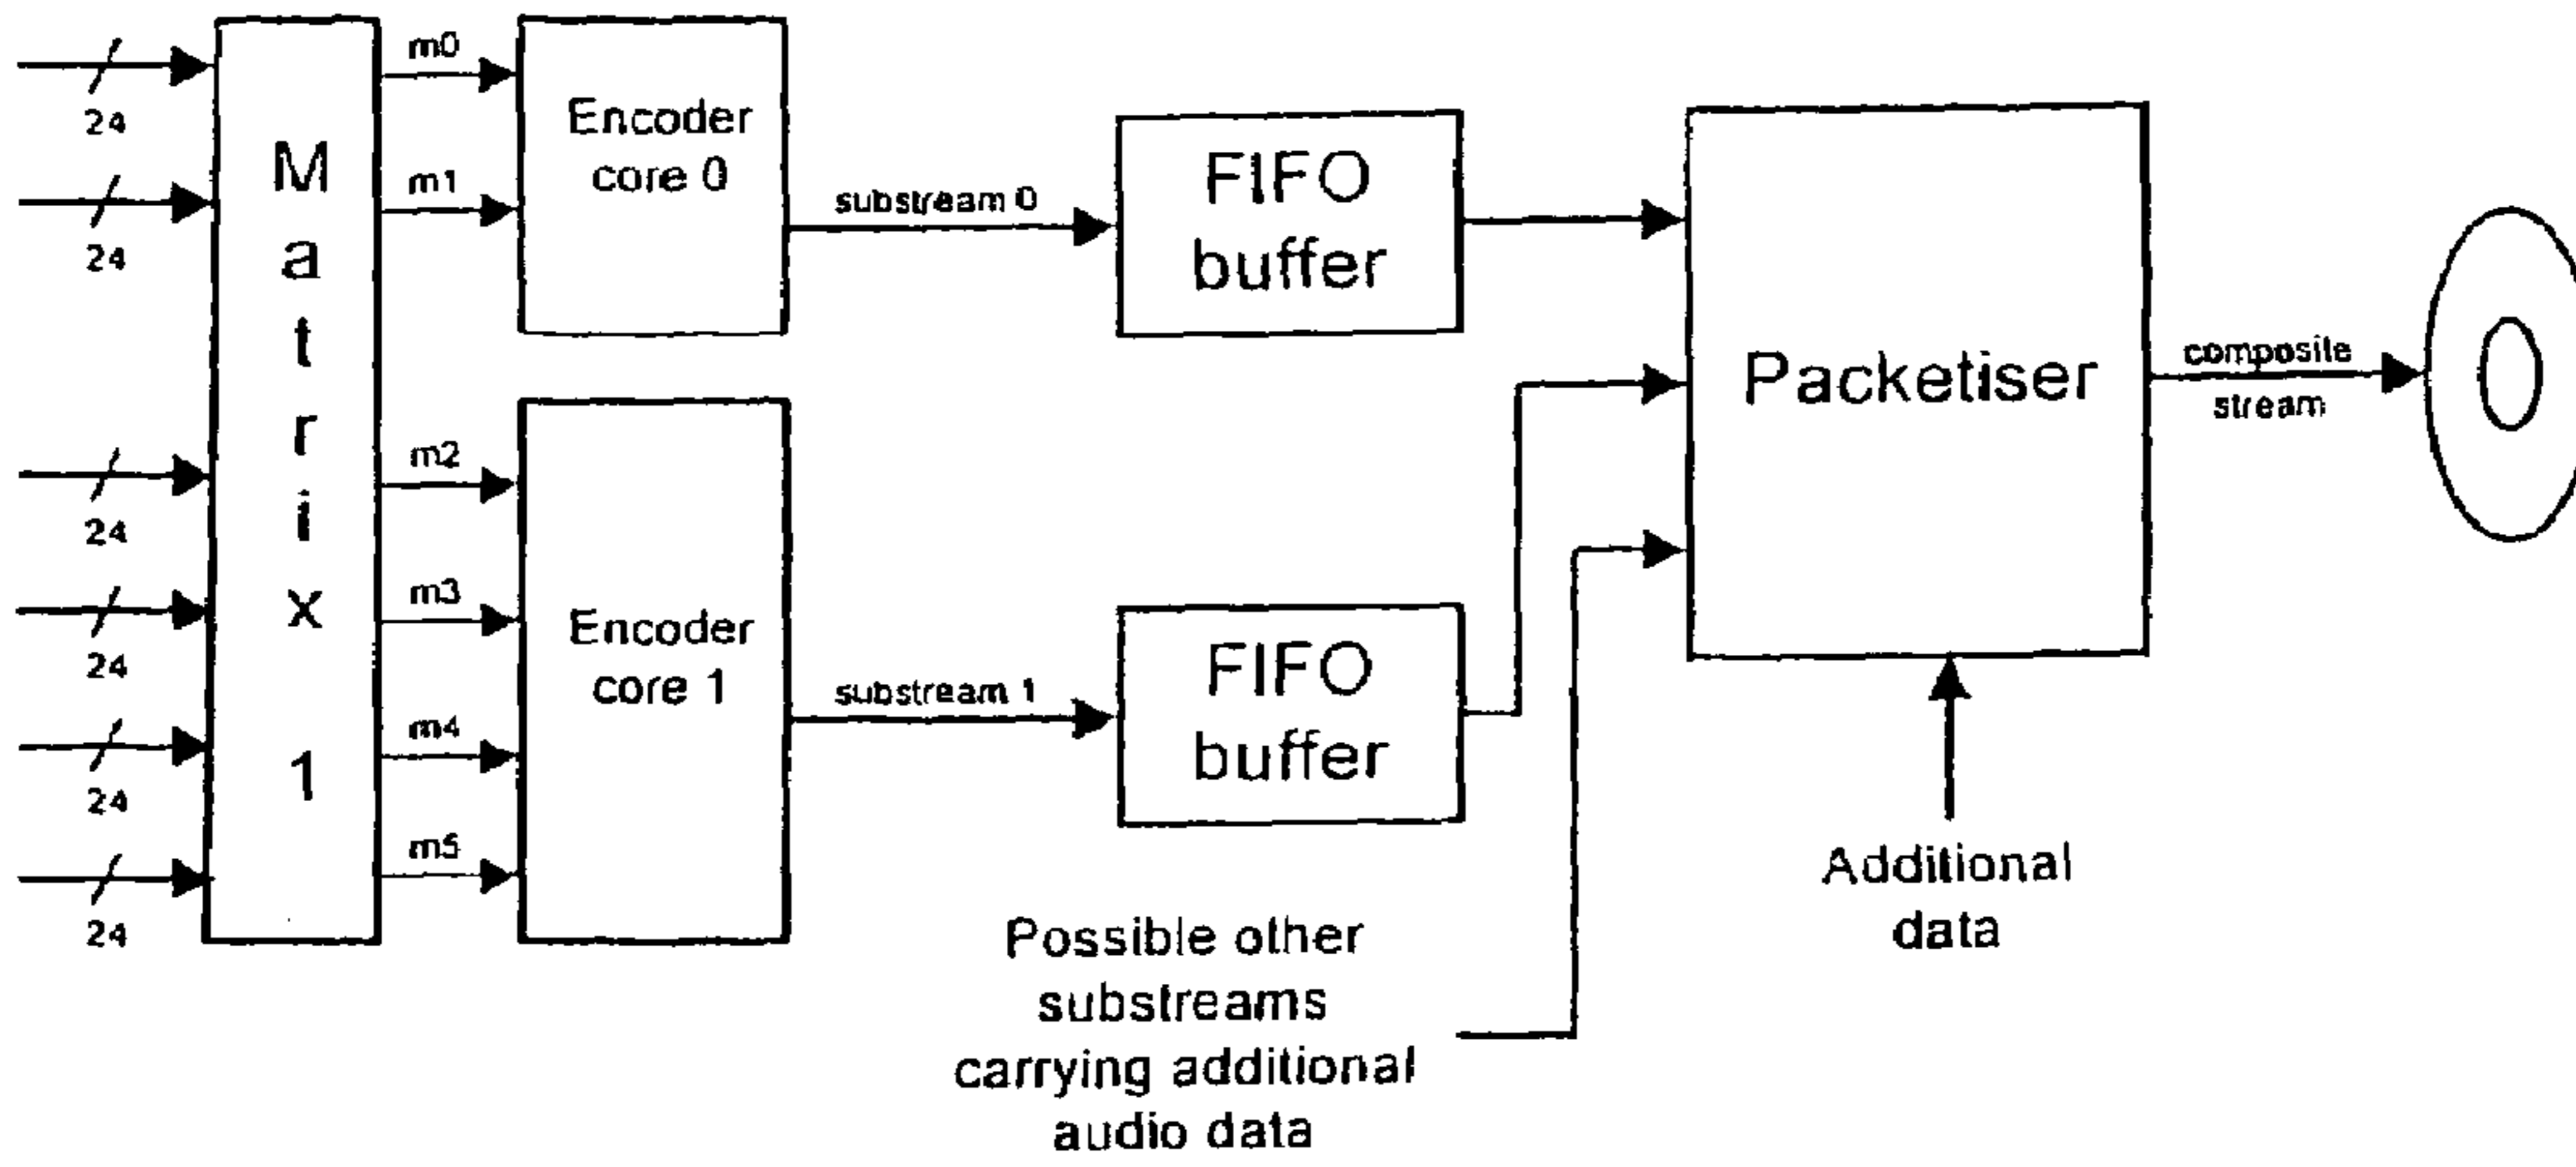 24
24
24
24
24
24
Matrix 1
m0
m1
m2
m3
m4
m5
Encoder
core 0
Encoder
core 1
substream 0
substream 1
FIFO
buffer
FIFO
buffer
Possible other
substreams
carrying additional
audio data
Packetiser
Additional
data
composite
stream